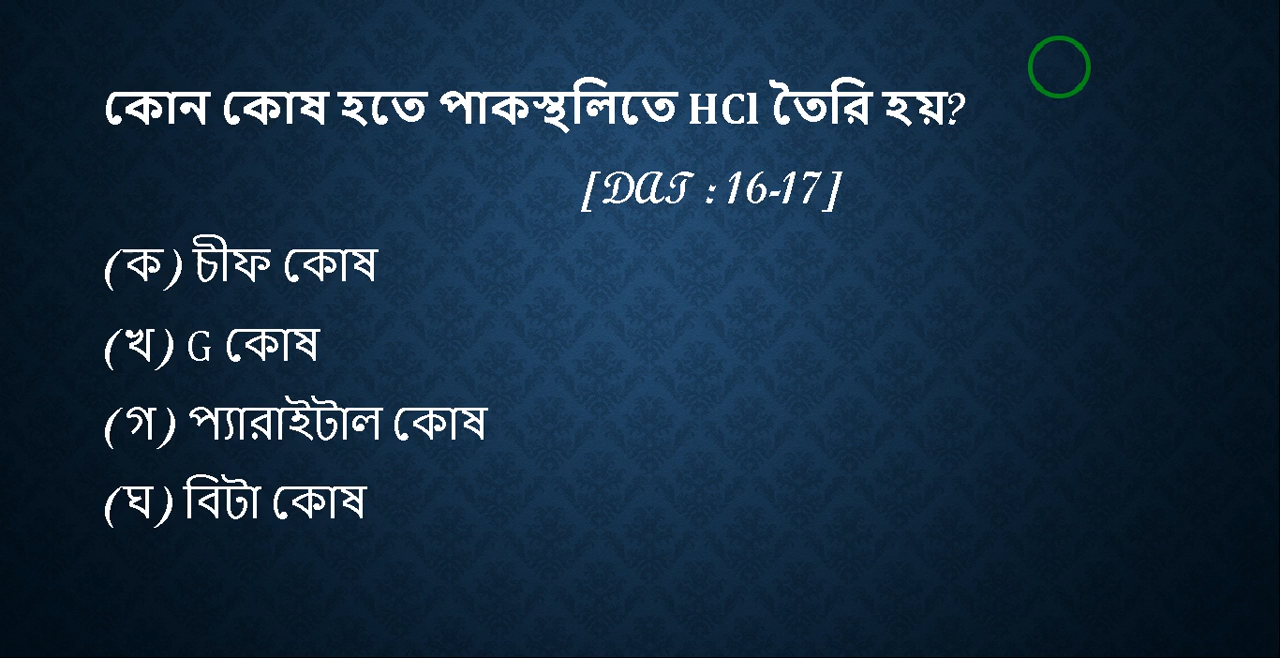 কোন কোষ হতে পাকস্থলিতে HCl তৈরি হয়?
[DAT : 16-17]
(ক) চীফ কোষ
(খ) G কোষ
(গ) প্যারাইটাল কোষ
(ঘ) বিটা কোষ